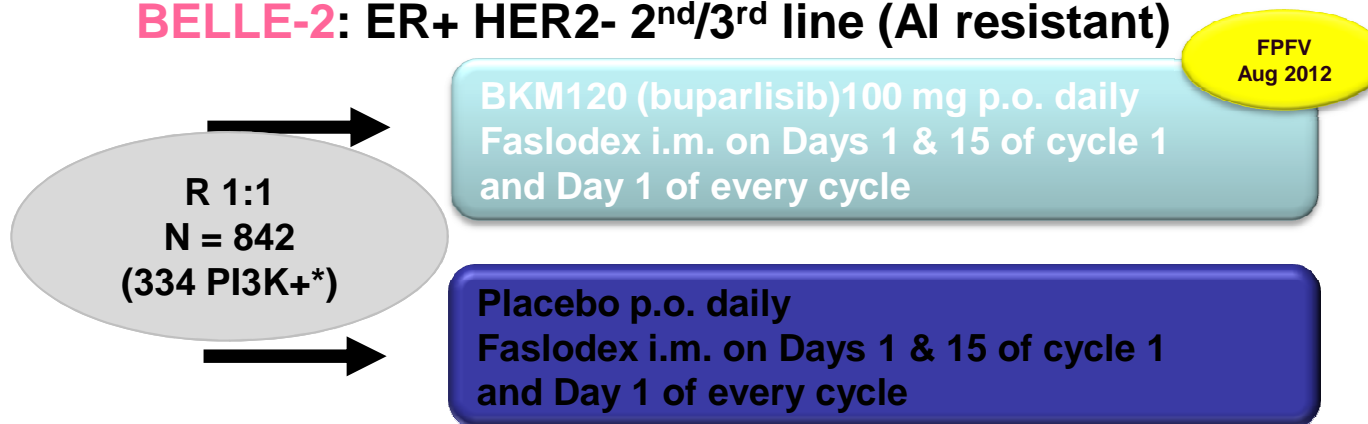 BELLE-2: ER+ HER2- 2nd/3rd line (AI resistant)
FPFV
Aug 2012
BKM120 (buparlisib)100 mg p.o. daily
Faslodex i.m. on Days 1 & 15 of cycle 1
and Day 1 of every cycle
R 1:1
N = 842
(334 PI3K+*)
Placebo p.o. daily
Faslodex i.m. on Days 1 & 15 of cycle 1
and Day 1 of every cycle